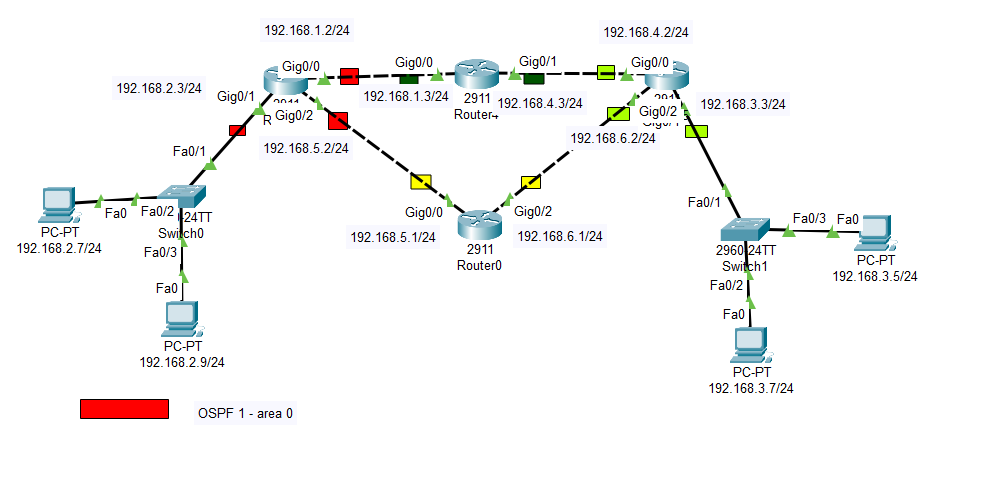 192.168.1.2/24
192.168.4.2/24
Gig0/0
Gig0/0
Gig0/1
Gig0/0
192.168.2.3/24
Gig0/1
2911
192.168.1.3/24
2911
192.168.4.3/24
Router4
Gig0/2
192.168.3.3/24
R
Gig0/2
192.168.5.2/24
192.168.6.2/24
Fa0/1
Fa0/1
PC-PT
192.168.2.7/24
Fa0
Fa0/2
24TT
Switch0
Gig0/0
Gig0/2
192.168.5.1/24
192.168.6.1/24
2911
Router0
Fa0/3
Fa0
PC-PT
192.168.3.5/24
2960-24TT
Switch1
Fa0/3
Fa0
Fa0/2
Fa0
PC-PT
192.168.2.9/24
PC-PT
192.168.3.7/24
OSPF 1 - area 0